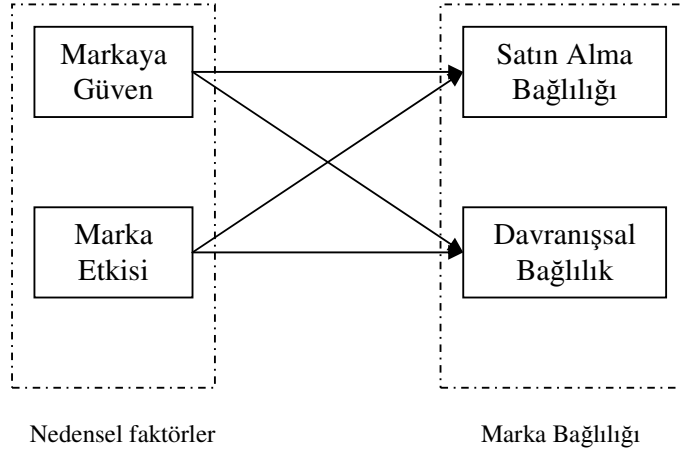 Markaya
Güven
Satın Alma
Bağlılığı
Marka
Etkisi
Davranışsal
Bağlılık
Nedensel faktörler
Marka Bağlılığı